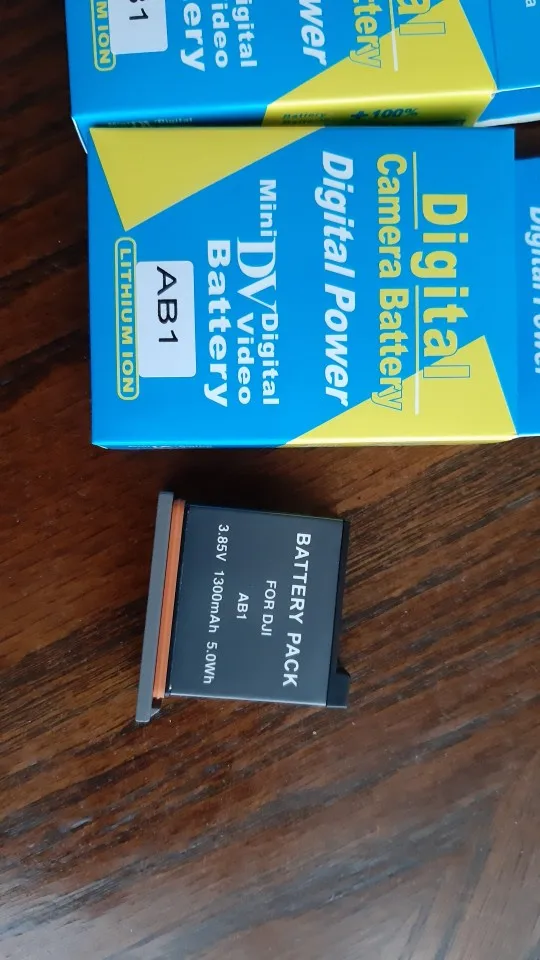 Digital
Camera Battery
Digital Power
Mini DV Digital
Video
Battery
LITHIUM ION
AB1
BATTERY PACK
FOR DJI
AB1
3.85V 1300mAh 5.0Wh
+100%